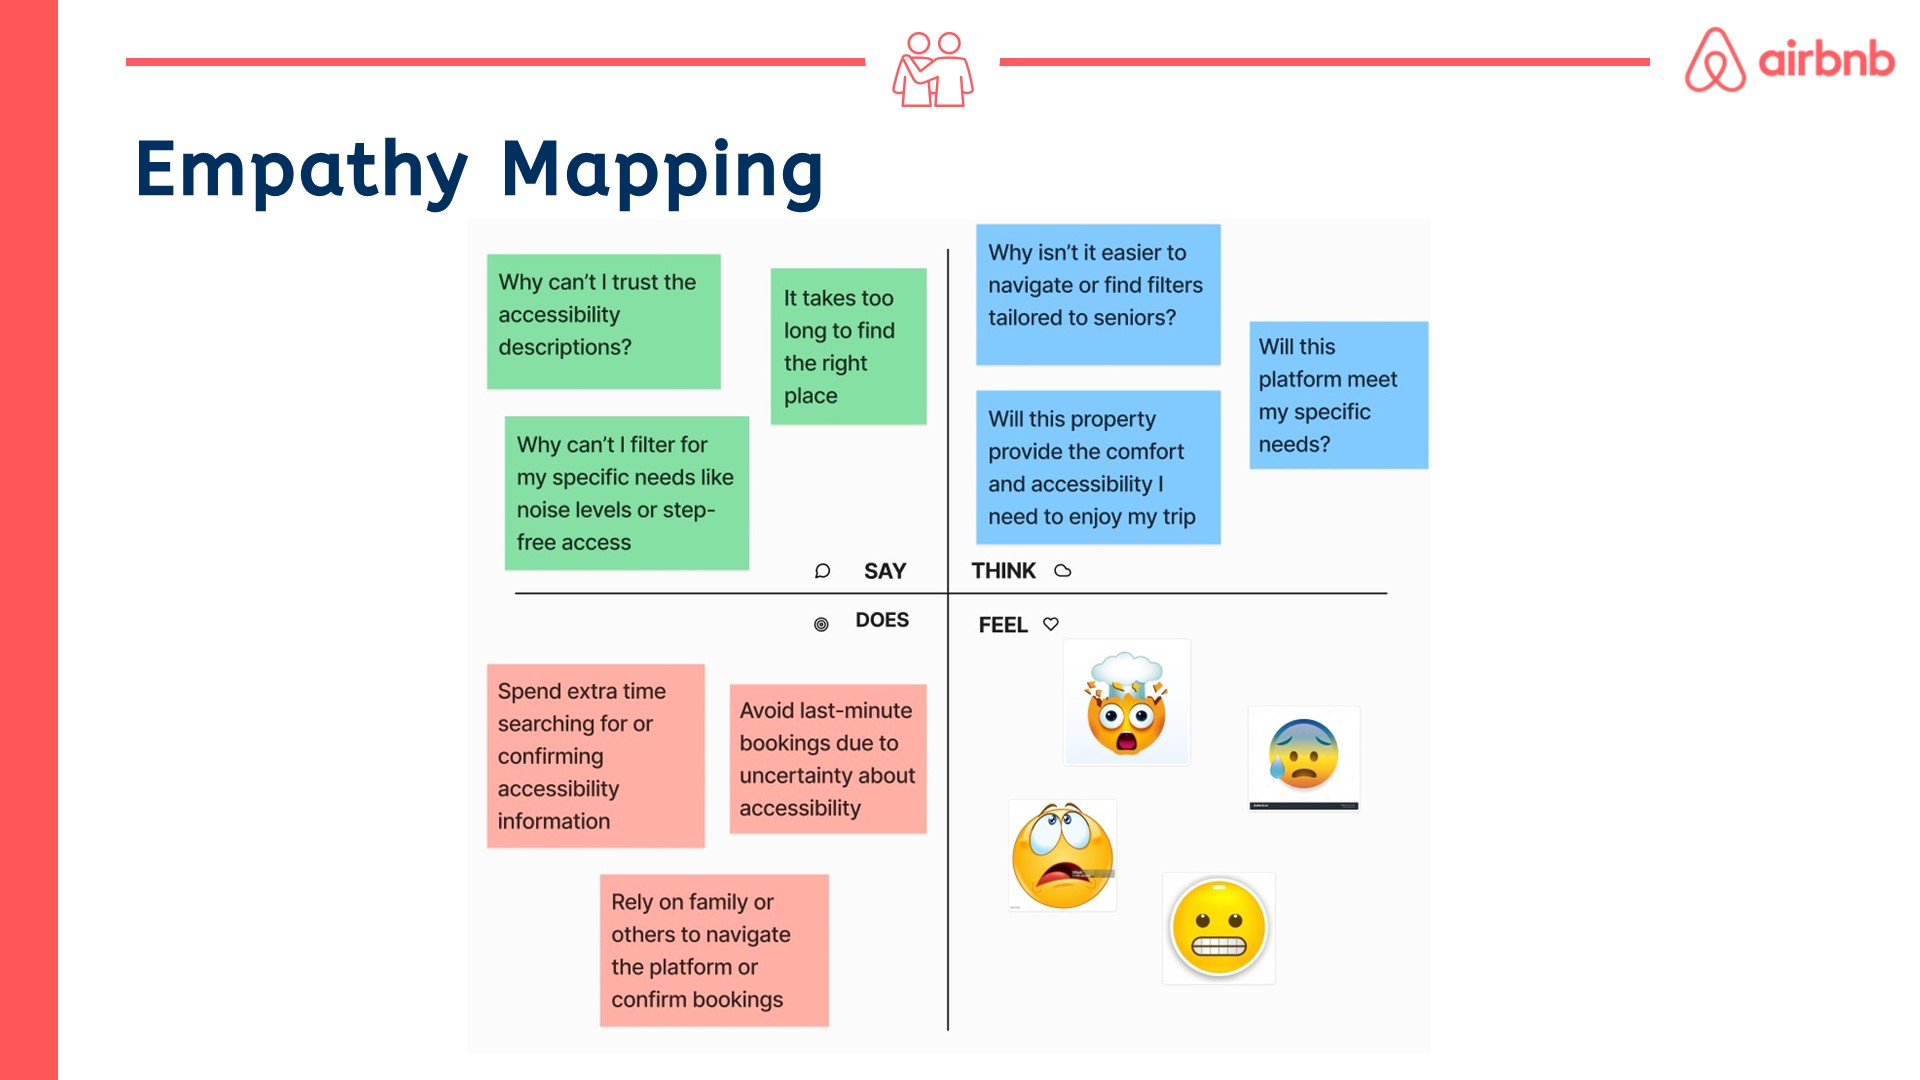 airbnb
Empathy Mapping
Why can't I trust the
accessibility
descriptions?
It takes too
long to find
the right
place
Why can't I filter for
my specific needs like
noise levels or step-
free access
SAY
Why isn't it easier to
navigate or find filters
tailored to seniors?
Will this
platform meet
my specific
needs?
Will this property
provide the comfort
and accessibility I
need to enjoy my trip
THINK
DOES
Spend extra time
searching for or
confirming
accessibility
information
Avoid last-minute
bookings due to
uncertainty about
accessibility
Rely on family or
others to navigate
the platform or
confirm bookings
FEEL